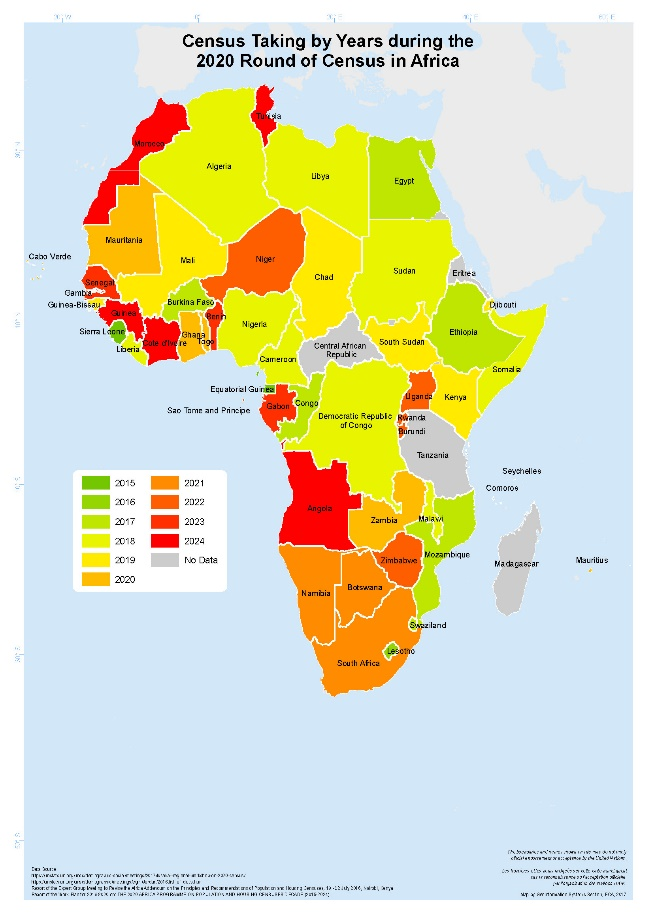 Census Taking by Years during the
2020 Round of Census in Africa
Tunisia
Morocco
Algeria
Libya
Egypt
Mauritania
Mali
Niger
Chad
Sudan
Eritrea
Cabo Verde
Senegal
Gambia
Guinea-Bissau
Guinea
Sierra Leone
Liberia
Cote d'Ivoire
Burkina Faso
Ghana
Togo
Benin
Nigeria
Cameroon
Central African
Republic
South Sudan
Ethiopia
Djibouti
Somalia
Equatorial Guinea
Sao Tome and Principe
Gabon
Congo
Democratic Republic
of Congo
Uganda
Kenya
Rwanda
Burundi
Tanzania
Seychelles
Comoros
Angola
Zambia
Malawi
Mozambique
Zimbabwe
Madagascar
Mauritius
Namibia
Botswana
Swaziland
Lesotho
South Africa
2015
2016
2017
2018
2019
2020
2021
2022
2023
2024
No Data